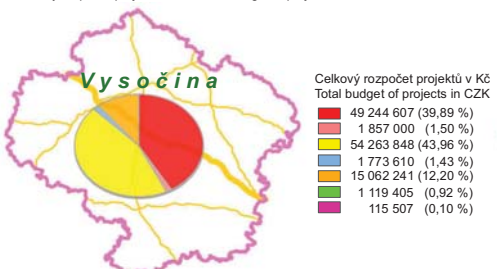 Vysočina
Celkový rozpočet projektů v Kč
Total budget of projects in CZK
49 244 607 (39,89 %)
1 857 000 (1,50 %)
54 263 848 (43,96 %)
1 773 610 (1,43 %)
15 062 241 (12,20 %)
1 119 405 (0,92 %)
115 507 (0,10 %)